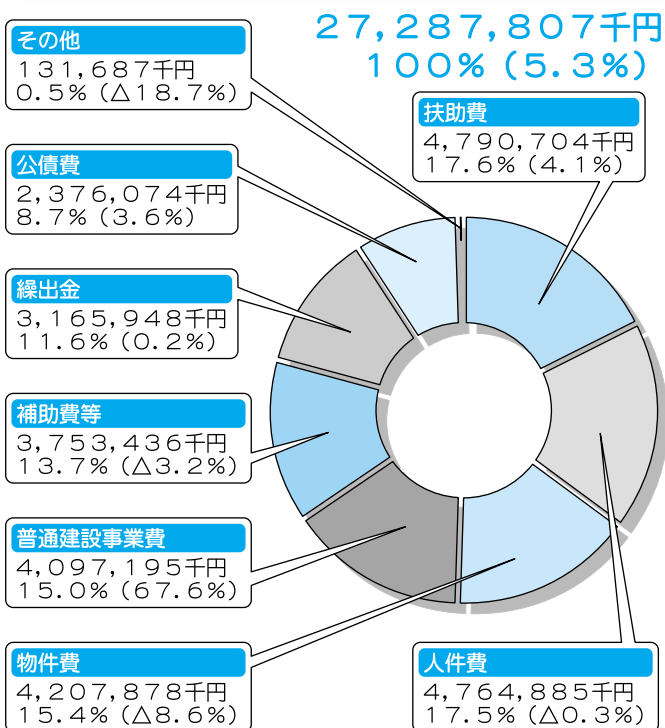 27,287,807千円
100% (5.3%)
その他
131,687千円
0.5% (△18.7%)
扶助費
4,790,704千円
17.6% (4.1%)
公債費
2,376,074千円
8.7% (3.6%)
繰出金
3,165,948千円
11.6% (0.2%)
補助費等
3,753,436千円
13.7% (△3.2%)
普通建設事業費
4,097,195千円
15.0% (67.6%)
物件費
4,207,878千円
15.4% (△8.6%)
人件費
4,764,885千円
17.5% (△0.3%)